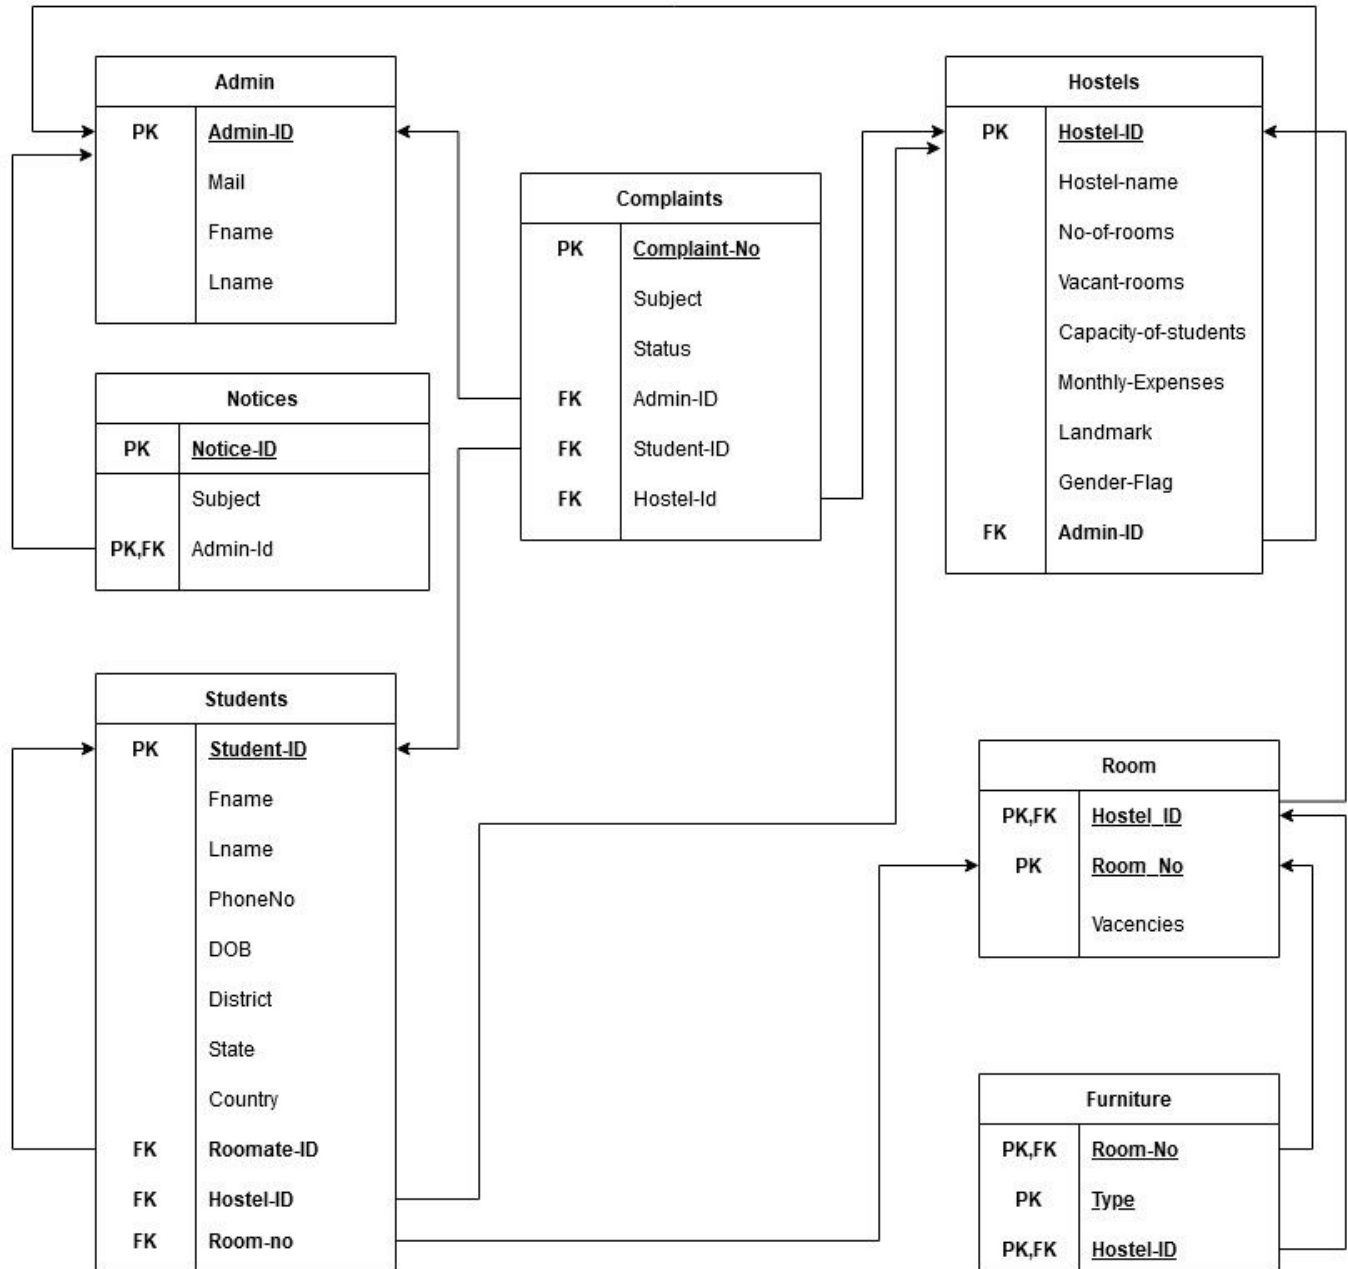 Admin
PK Admin-ID
Mail
Fname
Lname
Notices
PK Notice-ID
Subject
PK,FK Admin-Id
Complaints
PK Complaint-No
Subject
Status
FK Admin-ID
FK Student-ID
FK Hostel-Id
Hostels
PK Hostel-ID
Hostel-name
No-of-rooms
Vacant-rooms
Capacity-of-students
Monthly-Expenses
Landmark
Gender-Flag
FK Admin-ID
Students
PK Student-ID
Fname
Lname
PhoneNo
DOB
District
State
Country
FK Roomate-ID
FK Hostel-ID
FK Room-no
Room
PK,FK Hostel_ID
PK Room_No
Vacencies
Furniture
PK,FK Room-No
PK Type
PK,FK Hostel-ID